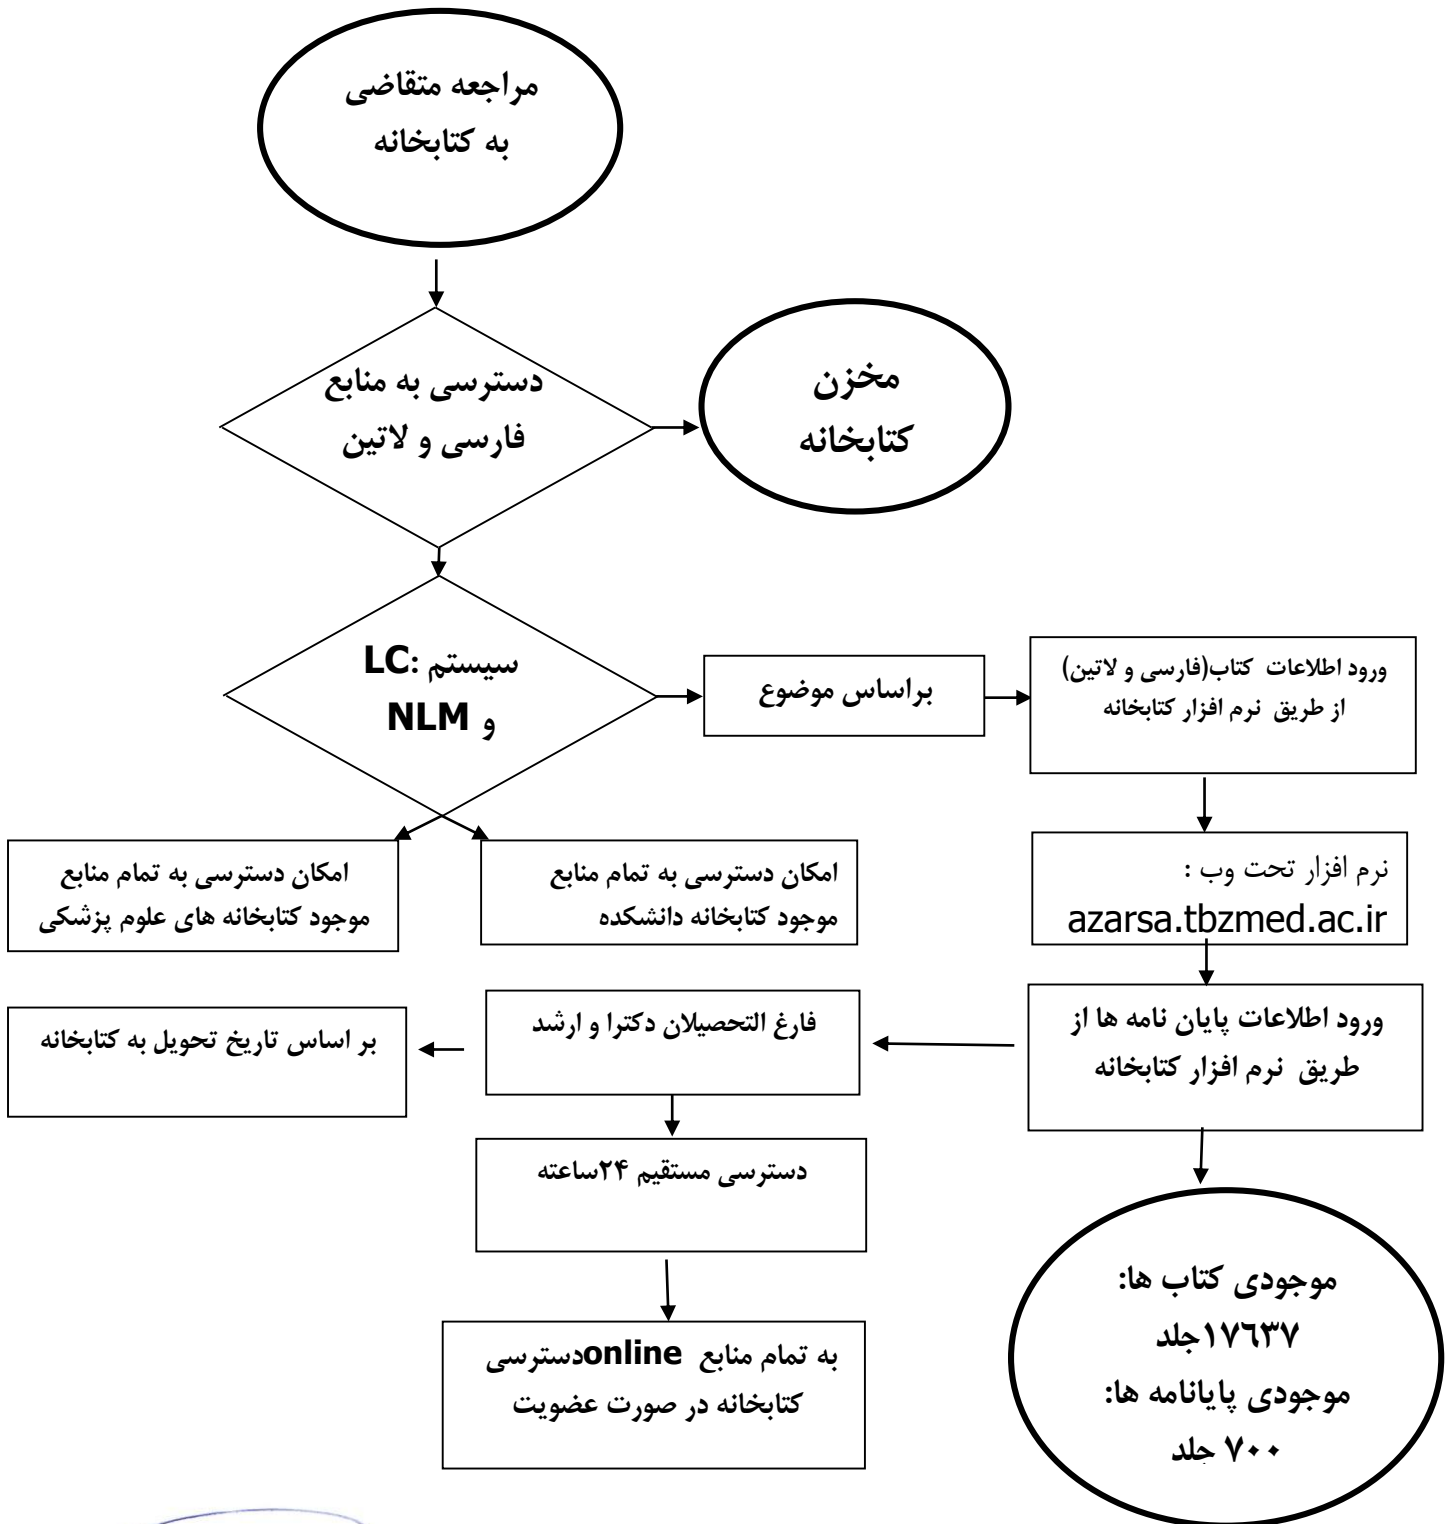 مراجعه متقاضی
به کتابخانه
دسترسی به منابع
فارسی و لاتین
مخزن
کتابخانه
سیستم :LC
و NLM
براساس موضوع
ورود اطلاعات کتاب(فارسی و لاتین)
از طریق نرم افزار کتابخانه
امکان دسترسی به تمام منابع
موجود کتابخانه دانشکده
امکان دسترسی به تمام منابع
موجود کتابخانه های علوم پزشکی
نرم افزار تحت وب :
azarsa.tbzmed.ac.ir
ورود اطلاعات پایان نامه ها از
طریق نرم افزار کتابخانه
فارغ التحصیلان دکترا و ارشد
بر اساس تاریخ تحویل به کتابخانه
دسترسی مستقیم ۲۴ساعته
به تمام منابع onlineدسترسی
کتابخانه در صورت عضویت
موجودی کتاب ها:
۱۷٦۳۷جلد
موجودی پایانامه ها:
۷۰۰ جلد